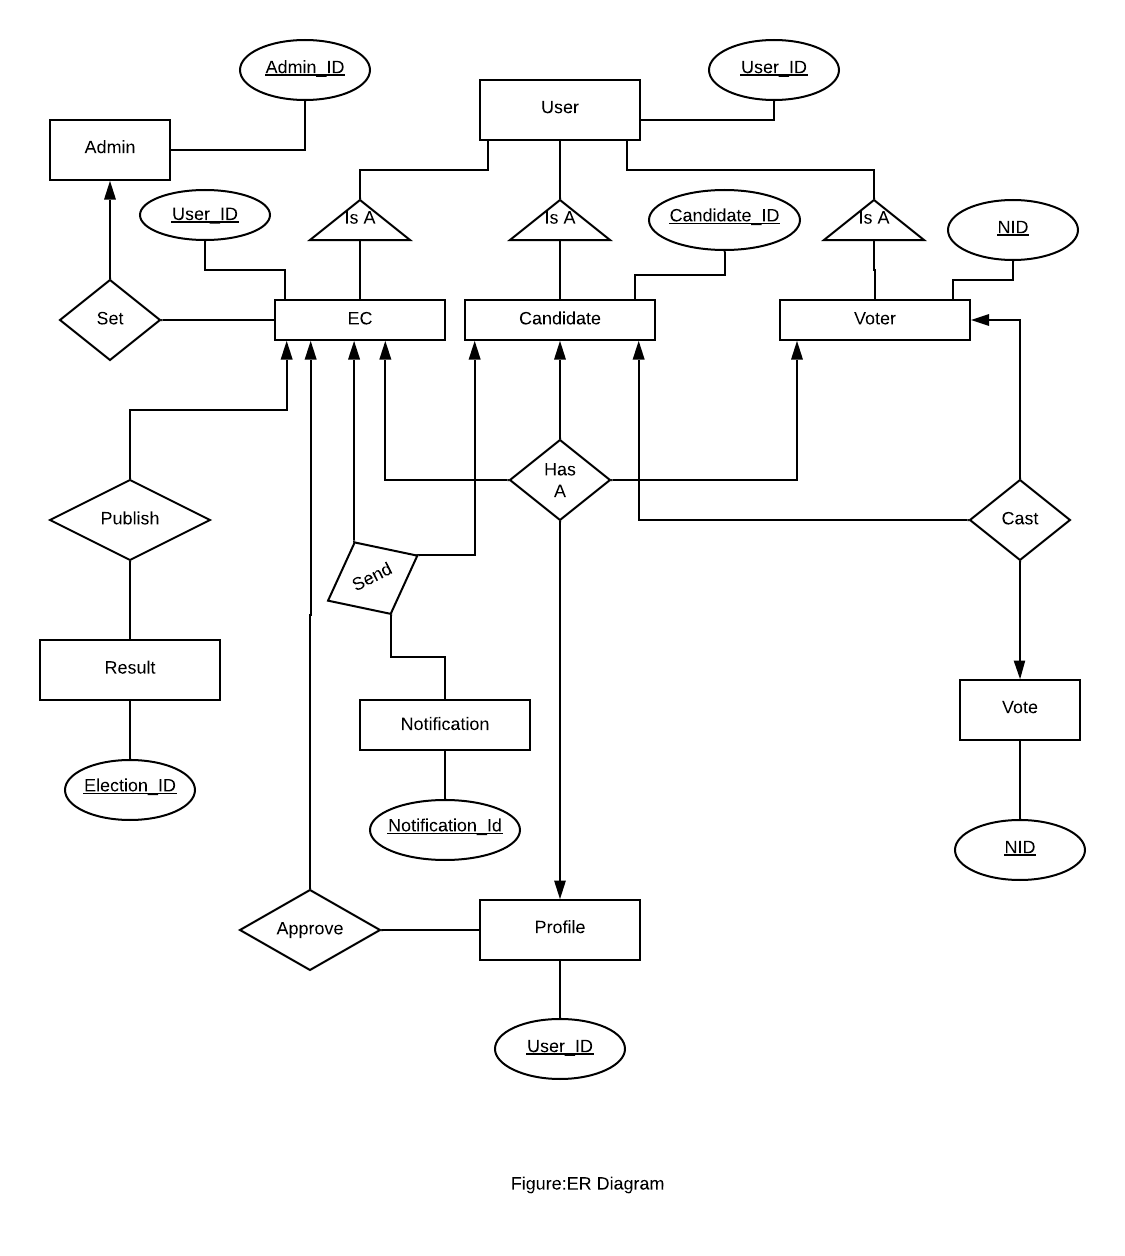 Admin_ID
User_ID
User
Admin
User_ID
Is A
Is A
Candidate_ID
Is A
NID
Set
EC
Candidate
Voter
Has
A
Publish
Cast
Send
Result
Notification
Vote
Election_ID
Notification_Id
NID
Approve
Profile
User_ID
Figure:ER Diagram